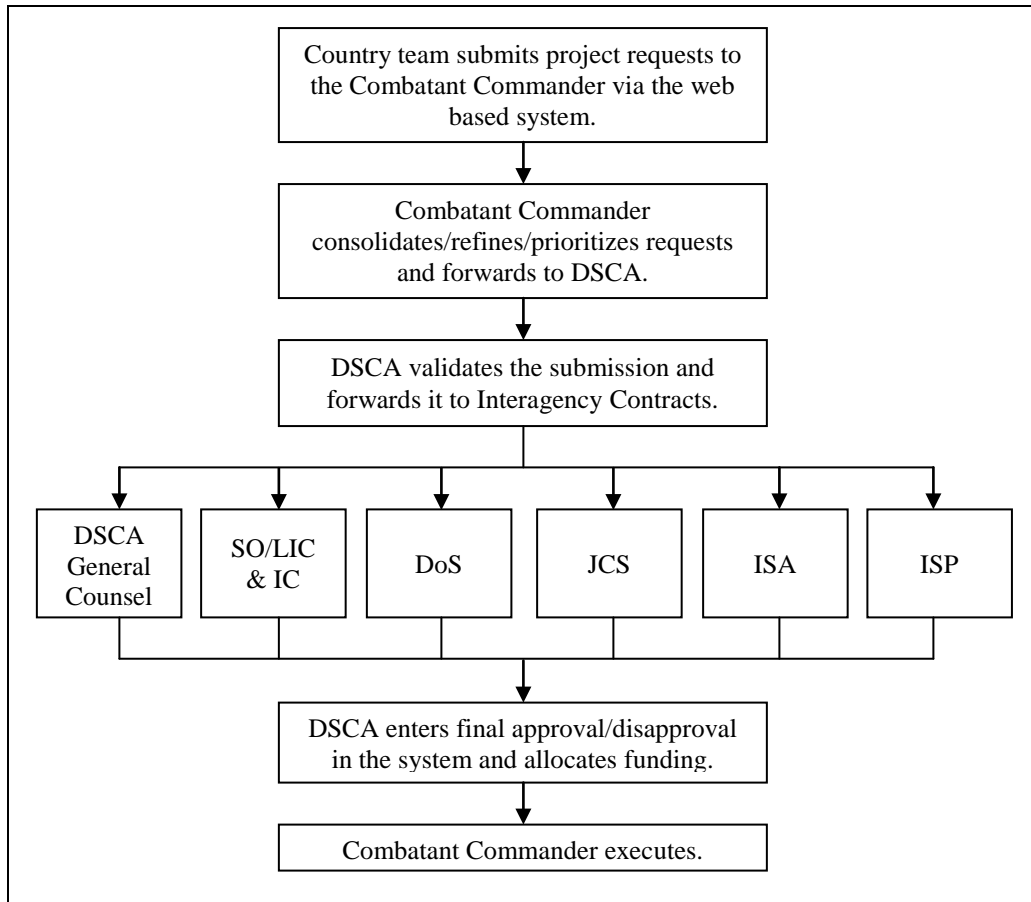 Country team submits project requests to
the Combatant Commander via the web
based system.
Combatant Commander
consolidates/refines/prioritizes requests
and forwards to DSCA.
DSCA validates the submission and
forwards it to Interagency Contracts.
DSCA
General
Counsel
SO/LIC
& IC
DoS
JCS
ISA
ISP
DSCA enters final approval/disapproval
in the system and allocates funding.
Combatant Commander executes.